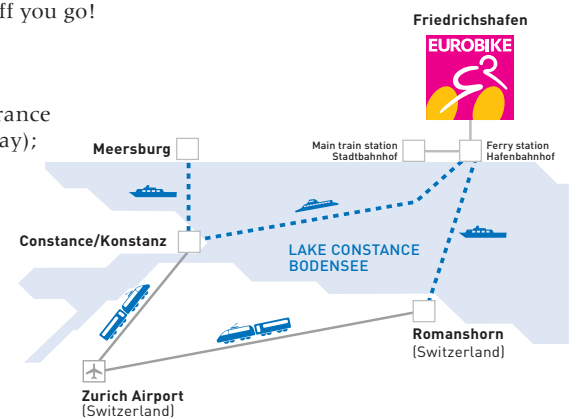 ff you go!
rance
ay);
Friedrichshafen
EUROBIKE
Meersburg
Main train station
Stadtbahnhof
Ferry station
Hafenbahnhof
Constance/Konstanz
LAKE CONSTANCE
BODENSEE
Romanshorn
(Switzerland)
Zurich Airport
(Switzerland)